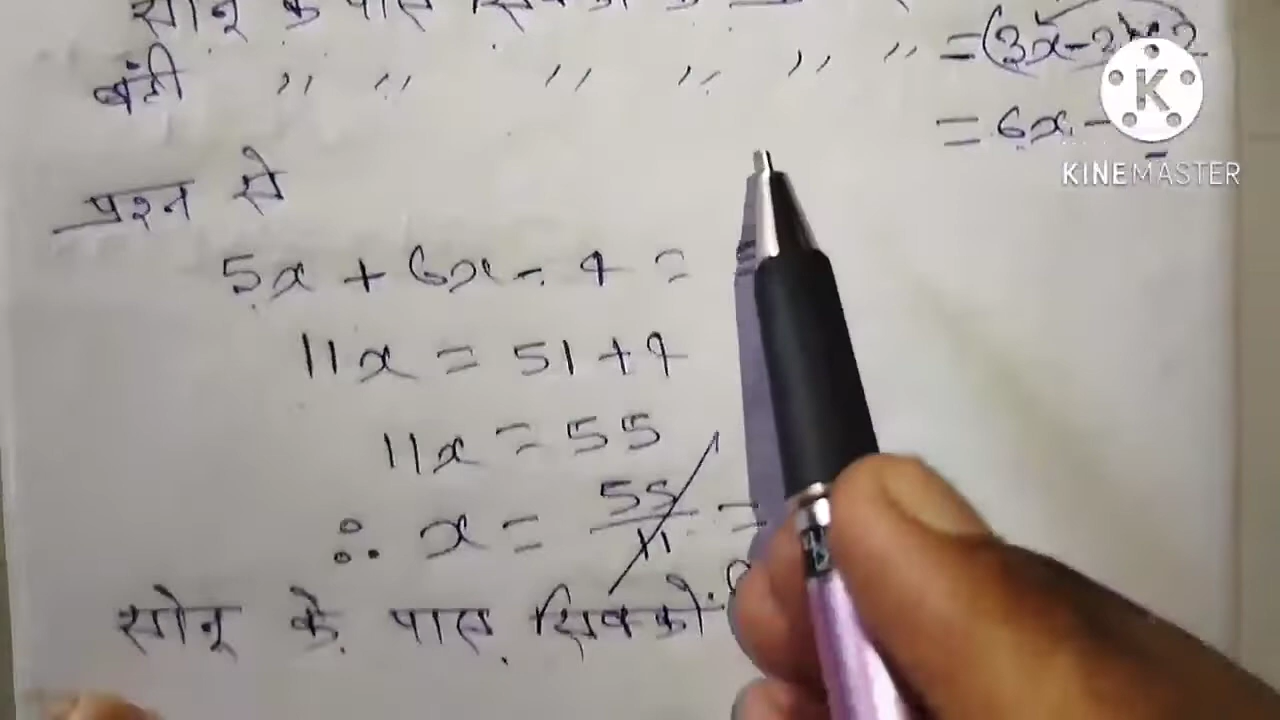 सोनू के पास सिक्कों के
बंटी ,, ,, ,, ,, ,, ,, =(3x-2)×2
= 6x -
प्रश्न से
5x + 6x - 4 =
11x = 51+4
11x = 55
∴ x = 55/11 =
सोनू के पास सिक्कों
KINEMASTER